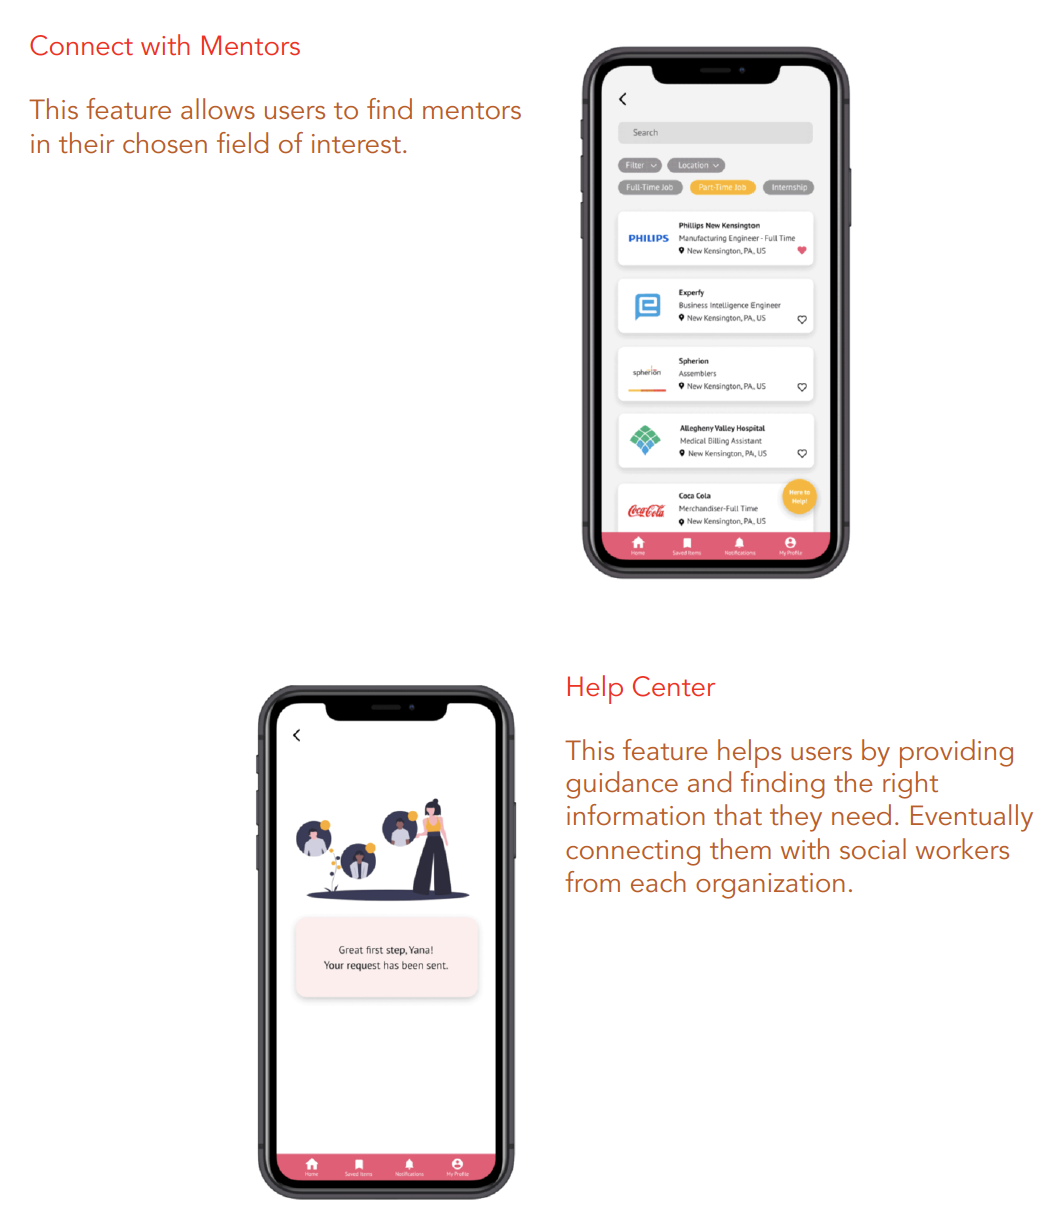 Connect with Mentors
This feature allows users to find mentors
in their chosen field of interest.
Search
Filter
Location
Full-Time Job
Part-Time Job
Internship
PHILIPS
Phillips New Kensington
Manufacturing Engineer - Full Time
New Kensington, PA, US
Experfy
Business Intelligence Engineer
New Kensington, PA, US
spherion
Spherion
Assemblers
New Kensington, PA, US
Allegheny Valley Hospital
Medical Billing Assistant
New Kensington, PA, US
Coca-Cola
Coca Cola
Merchandiser-Full Time
New Kensington, PA, US
Here to
Help!
Home
Saved Items
Notifications
My Profile
Help Center
This feature helps users by providing
guidance and finding the right
information that they need. Eventually
connecting them with social workers
from each organization.
Great first step, Yana!
Your request has been sent.
Home
Saved Items
Notifications
My Profile